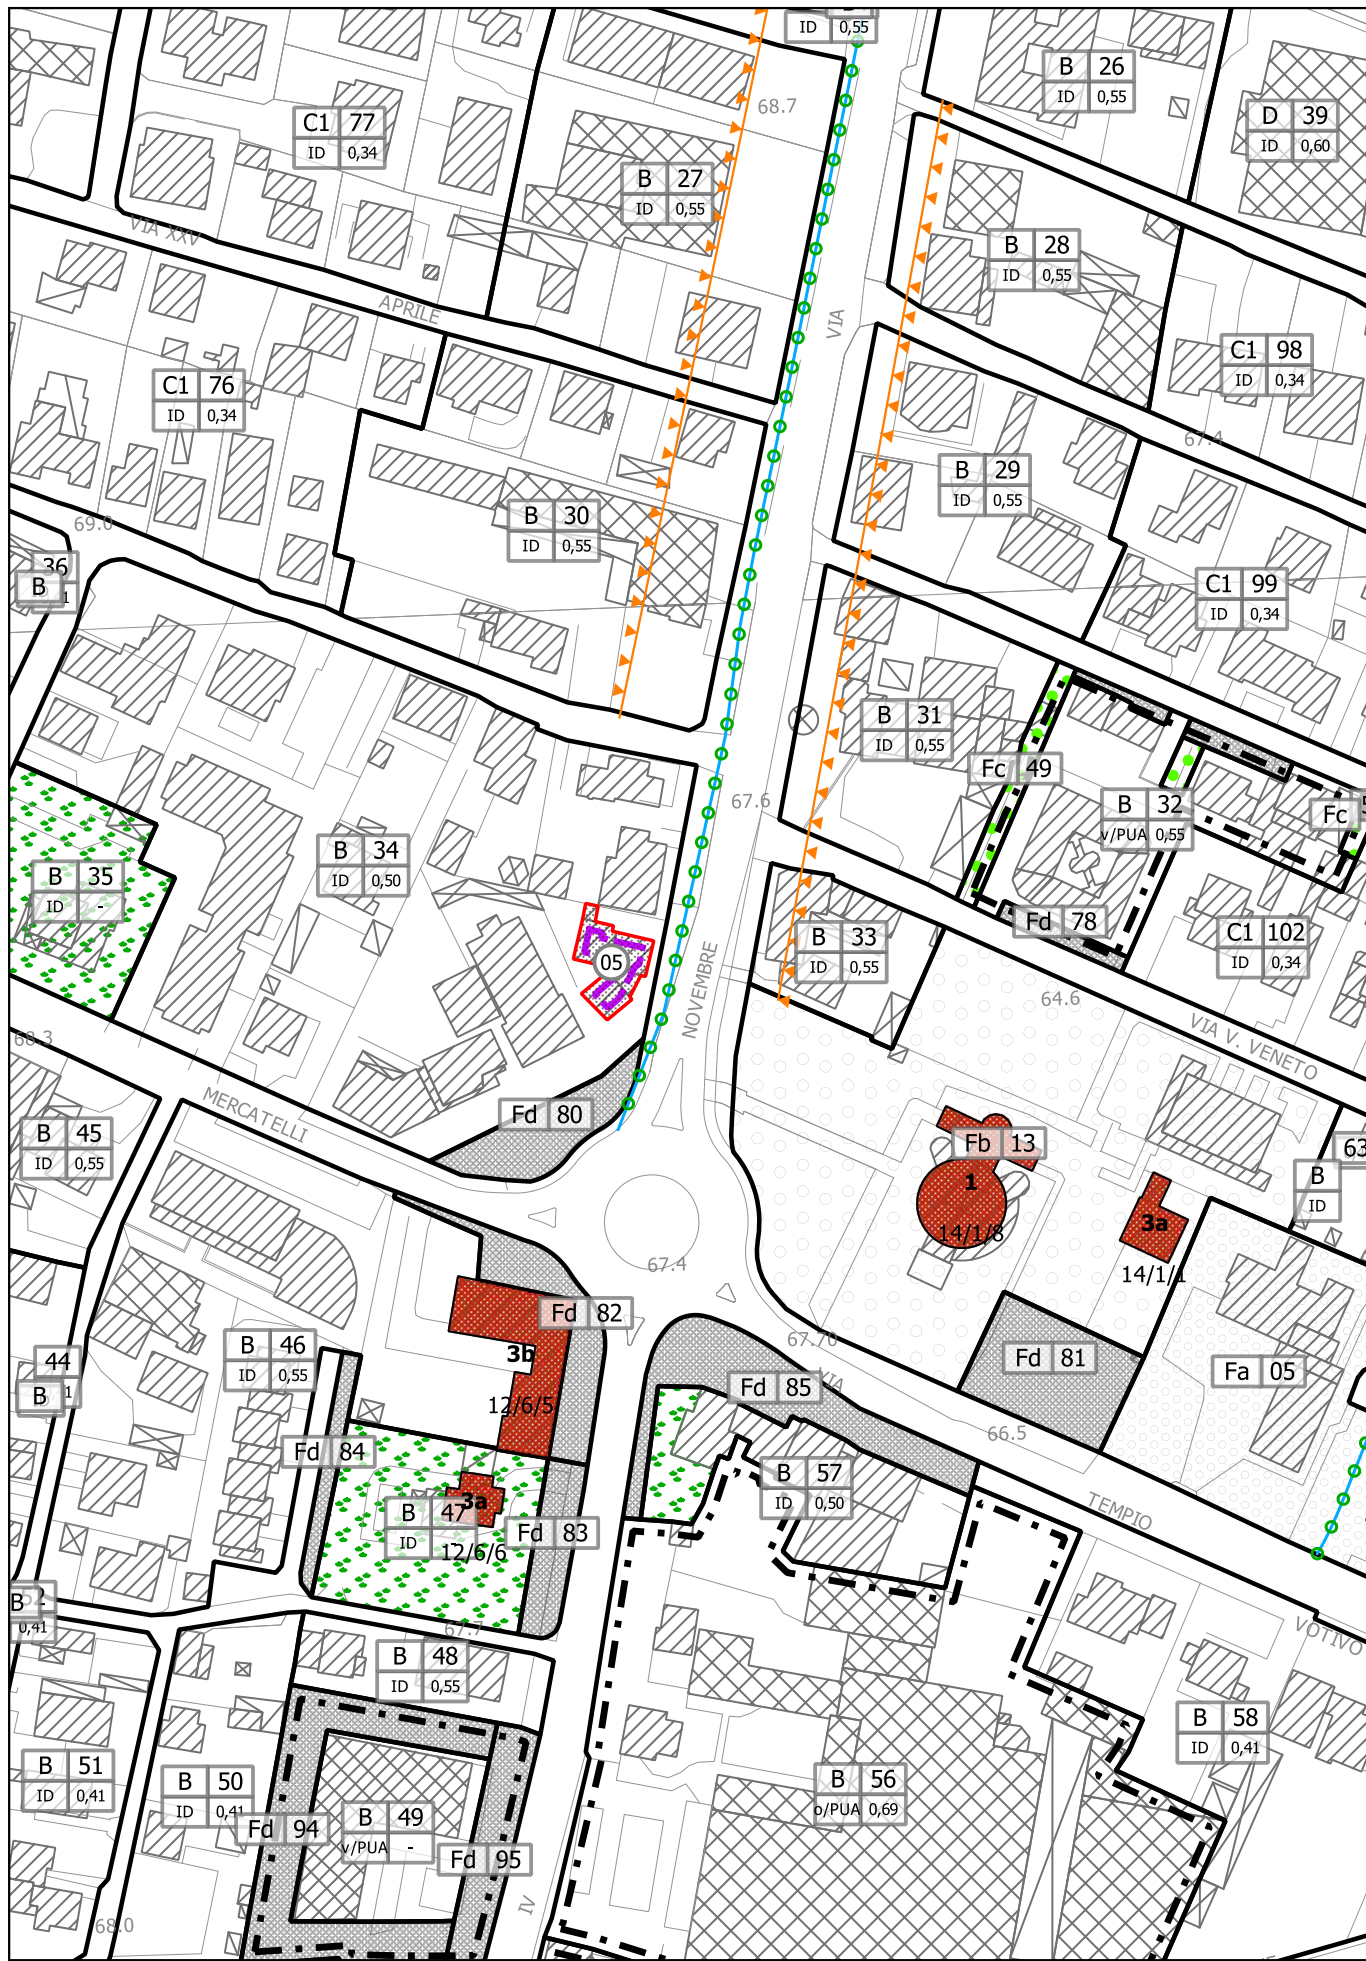 ID 0,55
B 26
ID 0,55
68.7
D 39
ID 0,60
C1 77
ID 0,34
B 27
ID 0,55
VIA XXV
B 28
ID 0,55
APRILE
VIA
C1 98
ID 0,34
C1 76
ID 0,34
67.4
B 29
ID 0,55
69.0
B 30
ID 0,55
36
B
C1 99
ID 0,34
B 31
ID 0,55
Fc 49
67.6
B 32
v/PUA 0,55
Fc
B 34
ID 0,50
B 35
ID -
Fd 78
B 33
ID 0,55
C1 102
ID 0,34
05
NOVEMBRE
64.6
VIA V. VENETO
68.3
MERCATELLI
Fd 80
B 45
ID 0,55
Fb 13
1
14/1/8
63
B
ID
3a
14/1/1
67.4
Fd 82
67.70
3b
12/6/5
B 46
ID 0,55
44
B
Fd 81
Fa 05
VIA
Fd 85
66.5
Fd 84
B 57
ID 0,50
TEMPIO
3a
B 47
ID -
12/6/6
Fd 83
B
0,41
67.7
VOTIVO
B 48
ID 0,55
B 58
ID 0,41
B 51
ID 0,41
B 50
ID 0,41
B 56
o/PUA 0,69
B 49
v/PUA -
Fd 94
Fd 95
IV
68.0